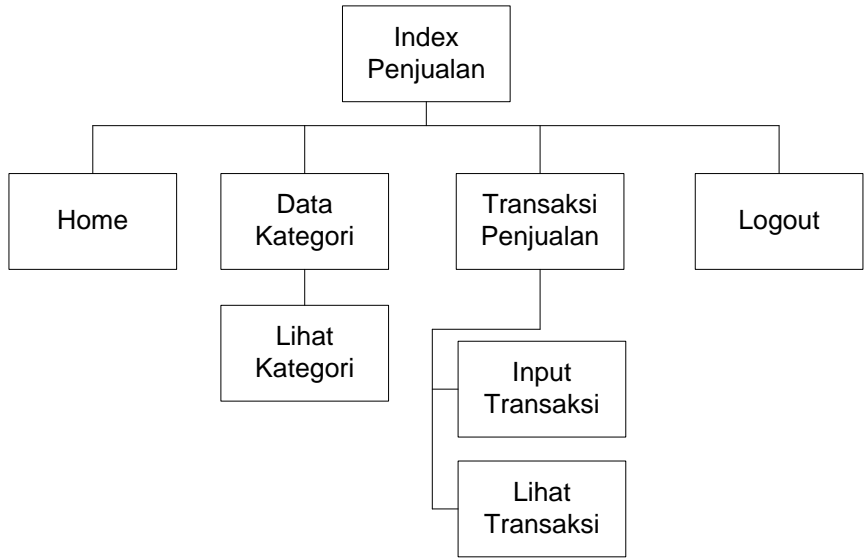 Index
Penjualan
Home
Data
Kategori
Transaksi
Penjualan
Logout
Lihat
Kategori
Input
Transaksi
Lihat
Transaksi